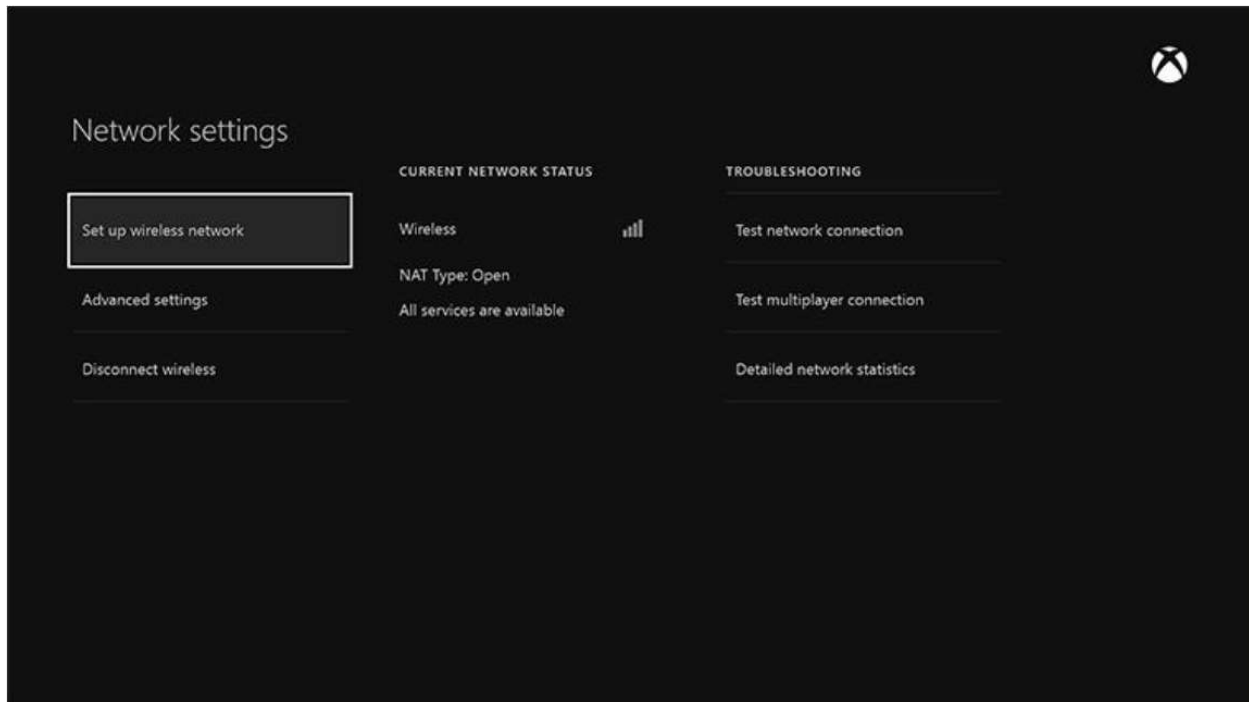 Network settings
Set up wireless network
Advanced settings
Disconnect wireless
CURRENT NETWORK STATUS
Wireless
NAT Type: Open
All services are available
TROUBLESHOOTING
Test network connection
Test multiplayer connection
Detailed network statistics